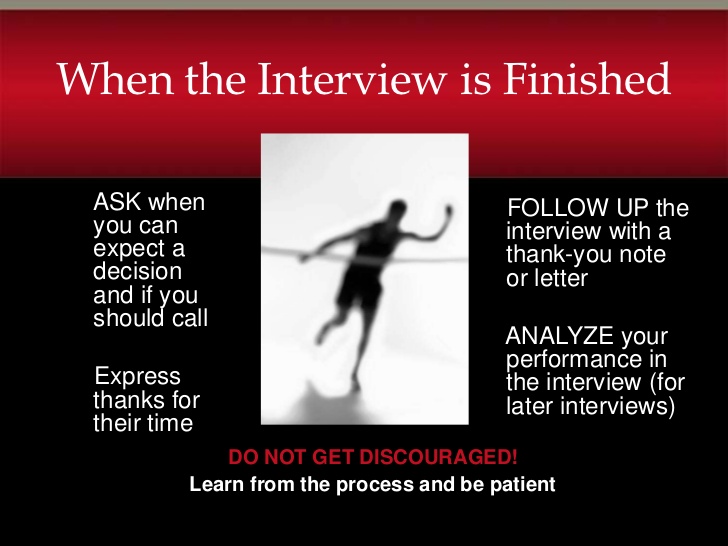 When the Interview is Finished
ASK when
you can
expect a
decision
and if you
should call
Express
thanks for
their time
FOLLOW UP the
interview with a
thank-you note
or letter
ANALYZE your
performance in
the interview (for
later interviews)
DO NOT GET DISCOURAGED!
Learn from the process and be patient